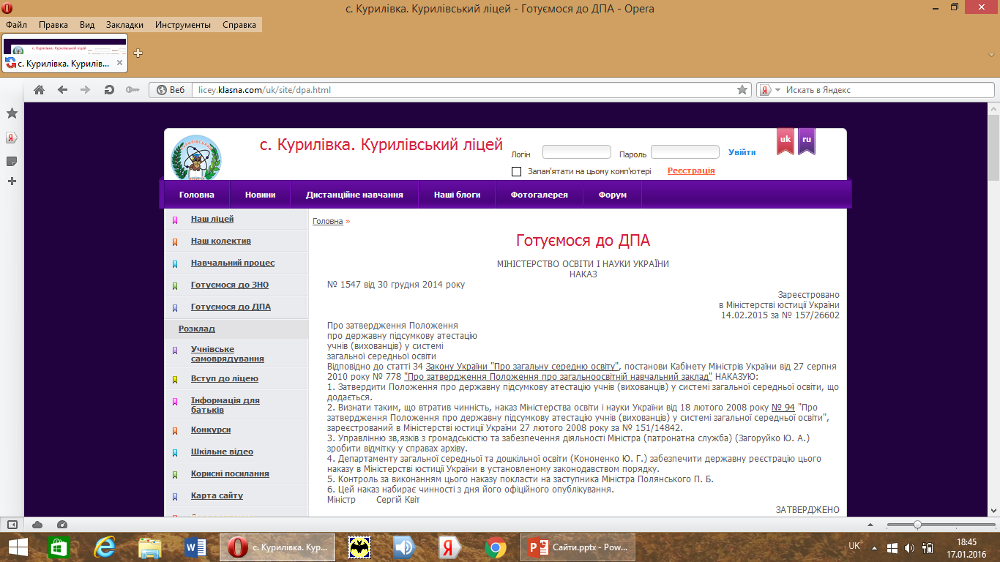 с. Курилівка. Курилівський ліцей - Готуємося до ДПА - Opera
Файл Правка Вид Закладки Инструменты Справка
с. Курилівка. Курилів...
Веб licey.klasna.com/uk/site/dpa.html Искать в Яндекс
с. Курилівка. Курилівський ліцей
uk ru
Логін Пароль Увійти
Запам'ятати на цьому комп'ютері Реєстрація
Головна Новини Дистанційне навчання Наші блоги Фотогалерея Форум
Наш ліцей
Наш колектив
Навчальний процес
Готуємося до ЗНО
Готуємося до ДПА
Розклад
Учнівське
самоврядування
Вступ до ліцею
Інформація для
батьків
Конкурси
Шкільне відео
Корисні посилання
Карта сайту
Головна »
Готуємося до ДПА
МІНІСТЕРСТВО ОСВІТИ І НАУКИ УКРАЇНИ
НАКАЗ
№ 1547 від 30 грудня 2014 року
Зареєстровано
в Міністерстві юстиції України
14.02.2015 за № 157/26602
Про затвердження Положення
про державну підсумкову атестацію
учнів (вихованців) у системі
загальної середньої освіти
Відповідно до статті 34 Закону України "Про загальну середню освіту", постанови Кабінету Міністрів України від 27 серпня
2010 року № 778 "Про затвердження Положення про загальноосвітній навчальний заклад" НАКАЗУЮ:
1. Затвердити Положення про державну підсумкову атестацію учнів (вихованців) у системі загальної середньої освіти, що
додається.
2. Визнати таким, що втратив чинність, наказ Міністерства освіти і науки України від 18 лютого 2008 року № 94 "Про
затвердження Положення про державну підсумкову атестацію учнів (вихованців) у системі загальної середньої освіти",
зареєстрований в Міністерстві юстиції України 27 лютого 2008 року за № 151/14842.
3. Управлінню зв,язків з громадськістю та забезпечення діяльності Міністра (патронатна служба) (Загоруйко Ю. А.)
зробити відмітку у справах архіву.
4. Департаменту загальної середньої та дошкільної освіти (Кононенко Ю. Г.) забезпечити державну реєстрацію цього
наказу в Міністерстві юстиції України в установленому законодавством порядку.
5. Контроль за виконанням цього наказу покласти на заступника Міністра Полянського П. Б.
6. Цей наказ набирає чинності з дня його офіційного опублікування.
Міністр Сергій Квіт
ЗАТВЕРДЖЕНО
с. Курилівка. Кур... Сайти.pptx - Pow... UK 18:45
17.01.2016